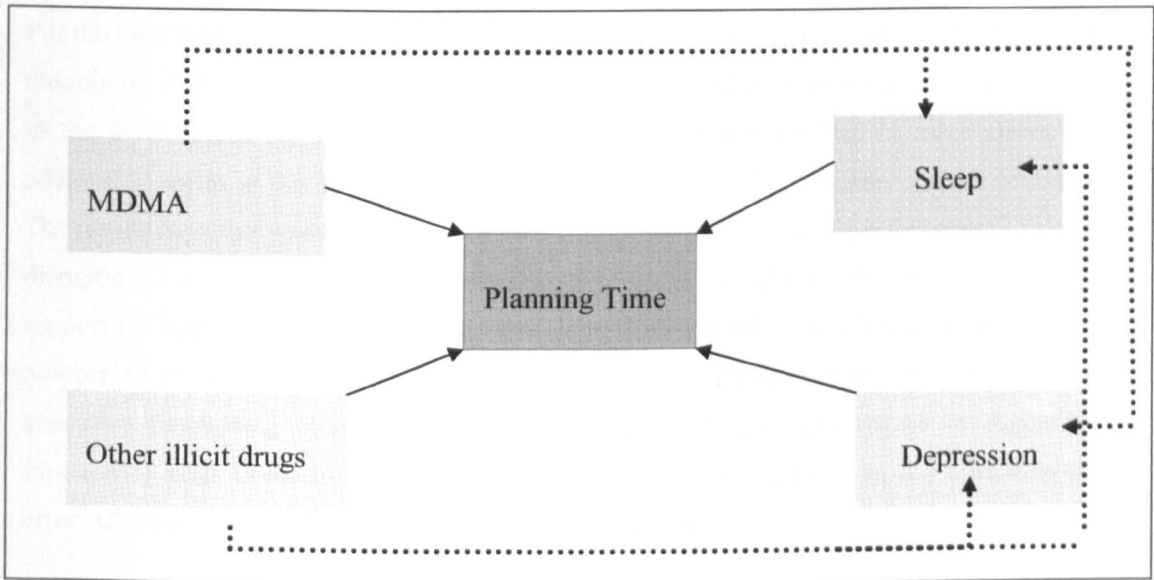 MDMA
Sleep
Planning Time
Other illicit drugs
Depression